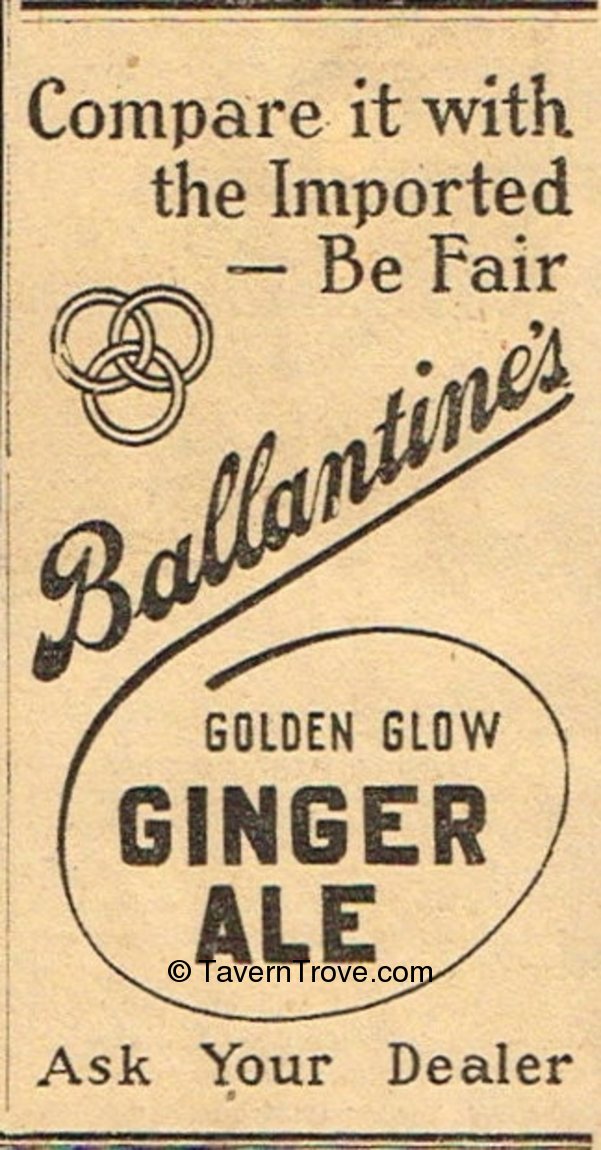 Compare it with
the Imported
— Be Fair
Ballantine's
GOLDEN GLOW
GINGER
ALE
© TavernTrove.com
Ask Your Dealer